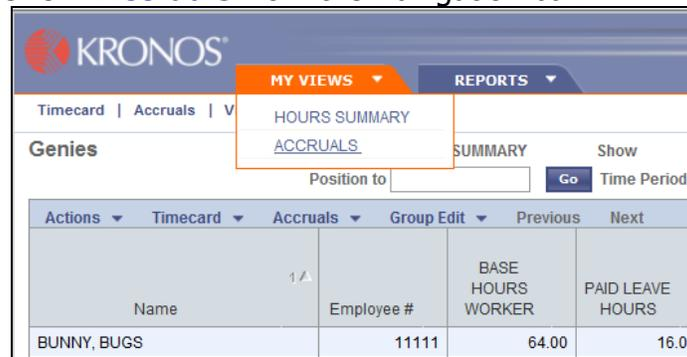 KRONOS®
MY VIEWS REPORTS
Timecard | Accruals | V
HOURS SUMMARY
ACCRUALS
Genies SUMMARY Show
Position to Go Time Period
Actions Timecard Accruals Group Edit Previous Next
1
Name Employee # BASE HOURS WORKER PAID LEAVE HOURS
BUNNY, BUGS 11111 64.00 16.0